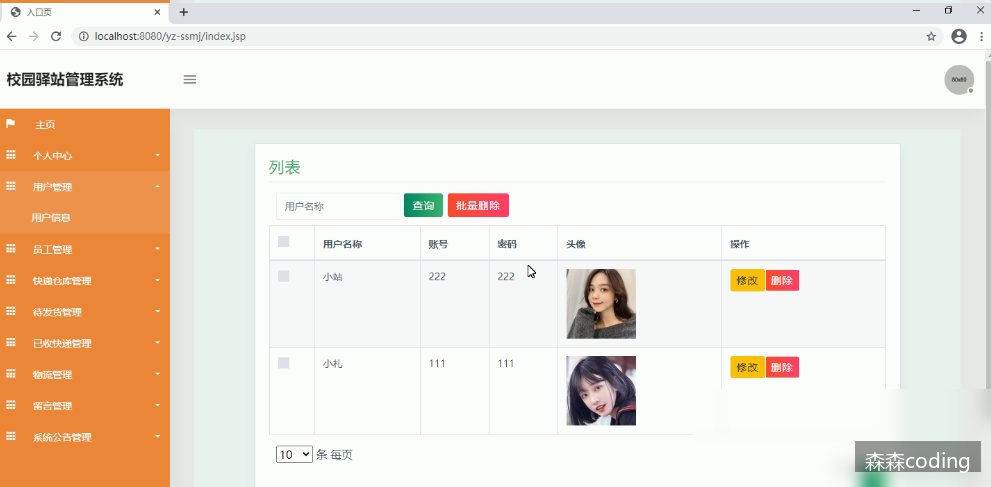 入口页
localhost:8080/yz-ssmj/index.jsp
校园驿站管理系统
80x80
主页
个人中心
用户管理
用户信息
员工管理
快递仓库管理
待发货管理
已收快递管理
物流管理
留言管理
系统公告管理
列表
用户名称 查询 批量删除
用户名称 账号 密码 头像 操作
小站 222 222 修改 删除
小札 111 111 修改 删除
10 条 每页
森森coding